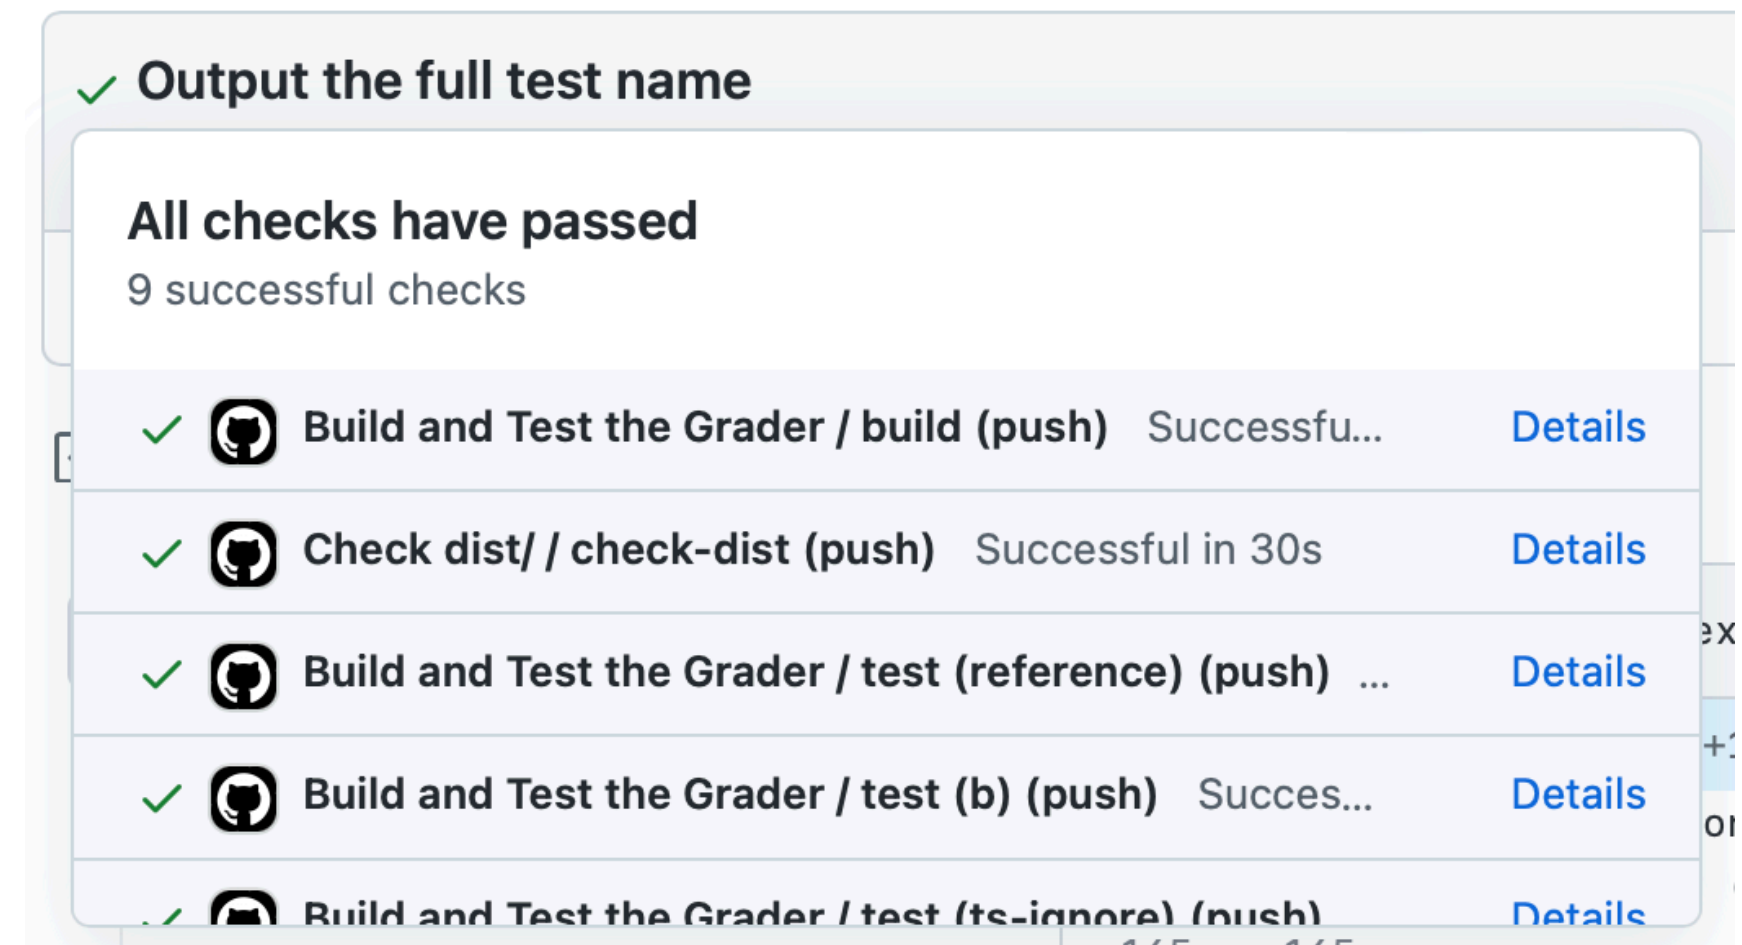 Output the full test name
All checks have passed
9 successful checks
Build and Test the Grader / build (push) Successfu... Details
Check dist/ / check-dist (push) Successful in 30s Details
Build and Test the Grader / test (reference) (push) ... Details
Build and Test the Grader / test (b) (push) Succes... Details
Build and Test the Grader / test (ts-ignore) (push) Details